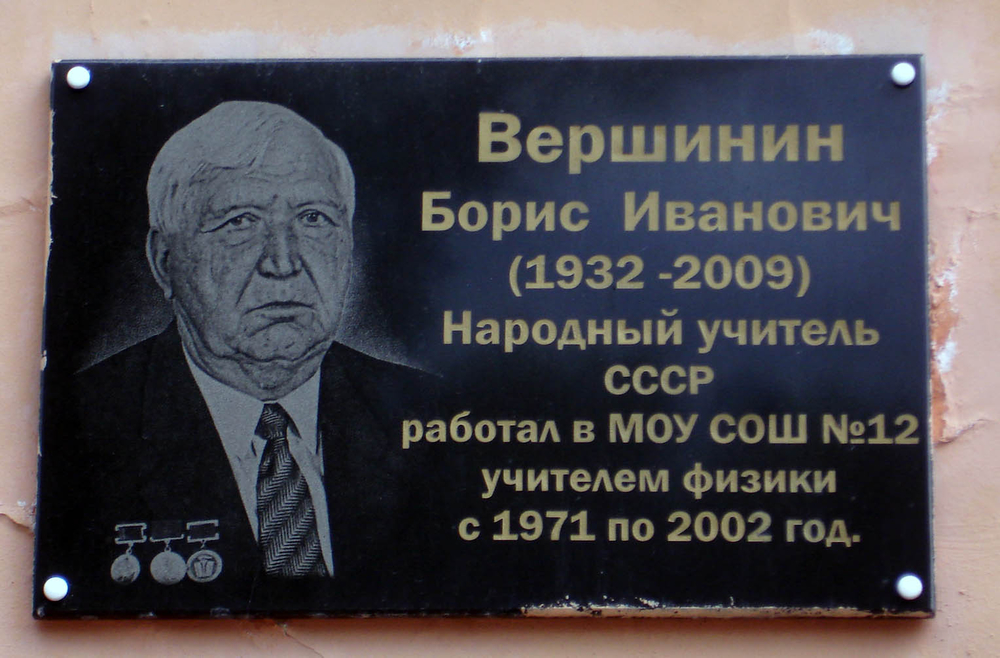 Вершинин
Борис Иванович
(1932 -2009)
Народный учитель
СССР
работал в МОУ СОШ №12
учителем физики
с 1971 по 2002 год.